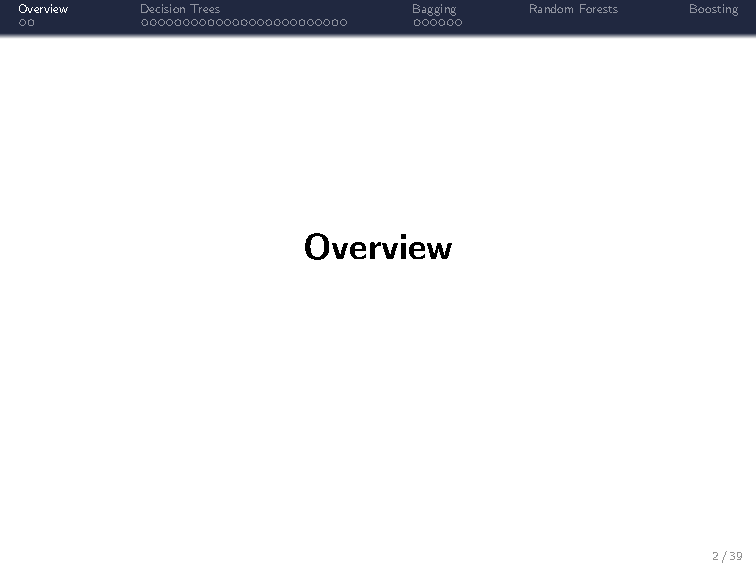 Overview Decision Trees Bagging Random Forests Boosting
Overview
2 / 39